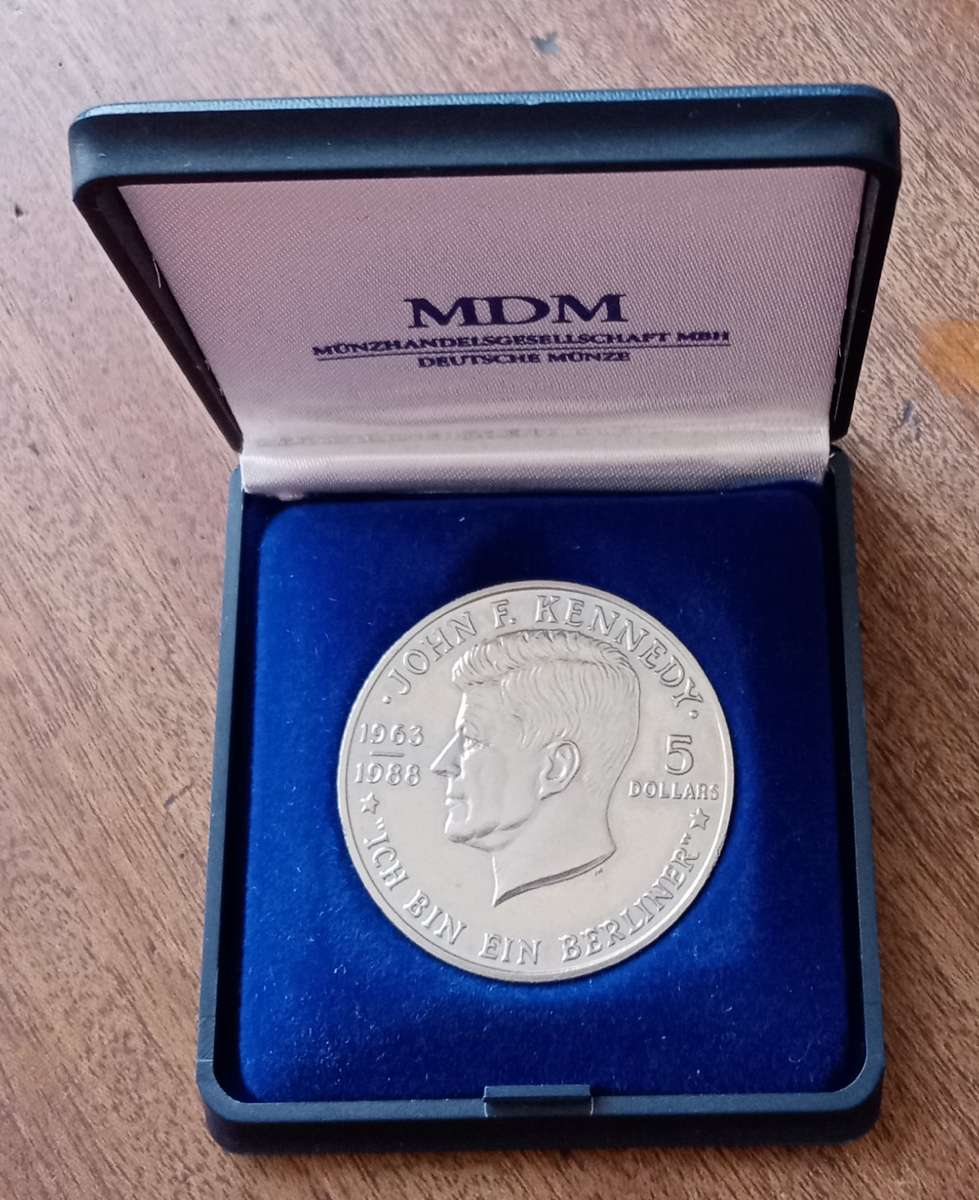 MDM
MÜNZHANDELSGESELLSCHAFT MBH
DEUTSCHE MÜNZE
· JOHN F. KENNEDY ·
1963
1988
5
DOLLARS
"ICH BIN EIN BERLINER"